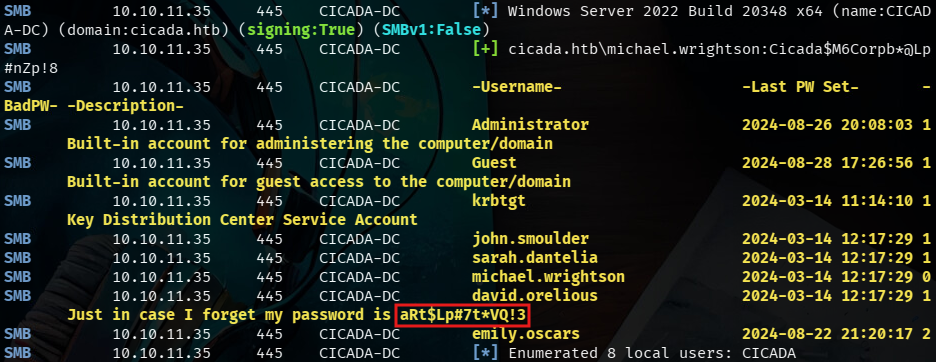 SMB 10.10.11.35 445 CICADA-DC [*] Windows Server 2022 Build 20348 x64 (name:CICAD
A-DC) (domain:cicada.htb) (signing:True) (SMBv1:False)
SMB 10.10.11.35 445 CICADA-DC [+] cicada.htb\michael.wrightson:Cicada$M6Corpb*@Lp
#nZp!8
SMB 10.10.11.35 445 CICADA-DC -Username- -Last PW Set- -
BadPW- -Description-
SMB 10.10.11.35 445 CICADA-DC Administrator 2024-08-26 20:08:03 1
Built-in account for administering the computer/domain
SMB 10.10.11.35 445 CICADA-DC Guest 2024-08-28 17:26:56 1
Built-in account for guest access to the computer/domain
SMB 10.10.11.35 445 CICADA-DC krbtgt 2024-03-14 11:14:10 1
Key Distribution Center Service Account
SMB 10.10.11.35 445 CICADA-DC john.smoulder 2024-03-14 12:17:29 1
SMB 10.10.11.35 445 CICADA-DC sarah.dantelia 2024-03-14 12:17:29 1
SMB 10.10.11.35 445 CICADA-DC michael.wrightson 2024-03-14 12:17:29 0
SMB 10.10.11.35 445 CICADA-DC david.orelious 2024-03-14 12:17:29 1
Just in case I forget my password is aRt$Lp#7t*VQ!3
SMB 10.10.11.35 445 CICADA-DC emily.oscars 2024-08-22 21:20:17 2
SMB 10.10.11.35 445 CICADA-DC [*] Enumerated 8 local users: CICADA